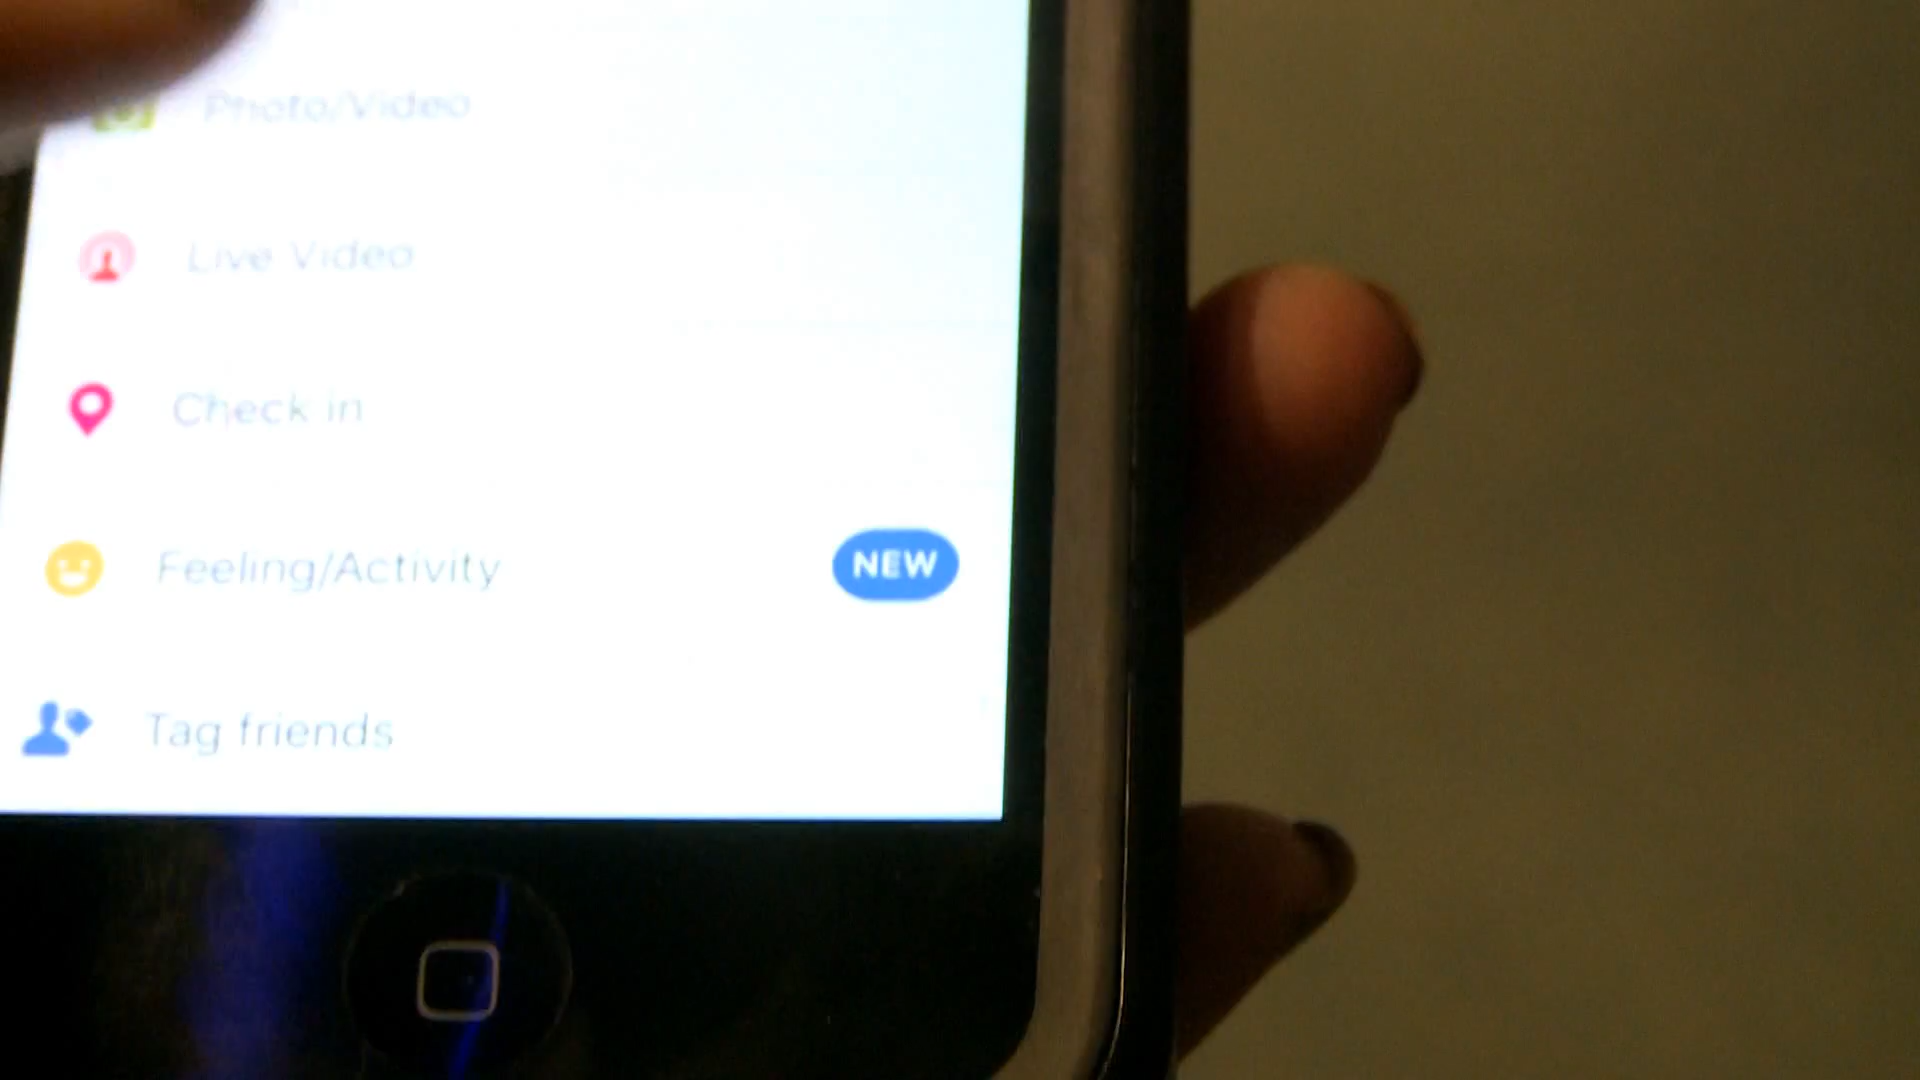 Photo/Video
Live Video
Check in
Feeling/Activity
NEW
Tag friends